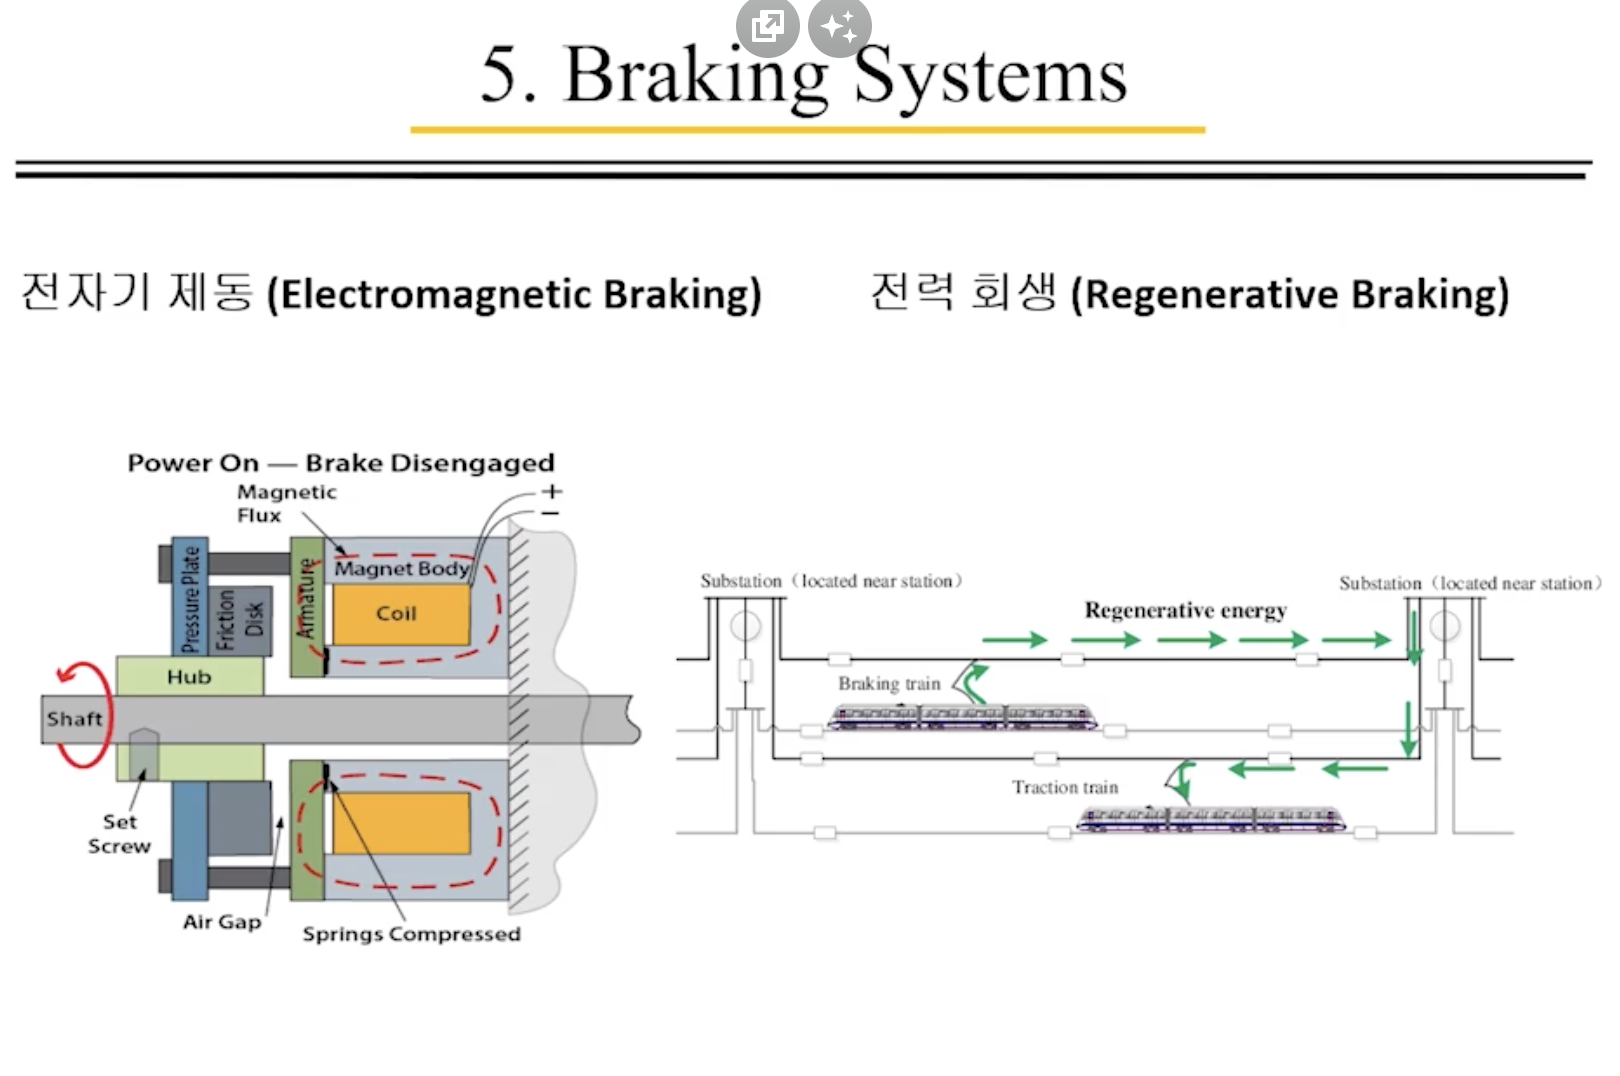 5. Braking Systems
전자기 제동 (Electromagnetic Braking)
전력 회생 (Regenerative Braking)
Power On — Brake Disengaged
Magnetic
Flux
+
−
Pressure Plate
Friction
Disk
Armature
Magnet Body
Coil
Hub
Shaft
Set
Screw
Air Gap
Springs Compressed
Substation（located near station）
Substation（located near station）
Regenerative energy
Braking train
Traction train